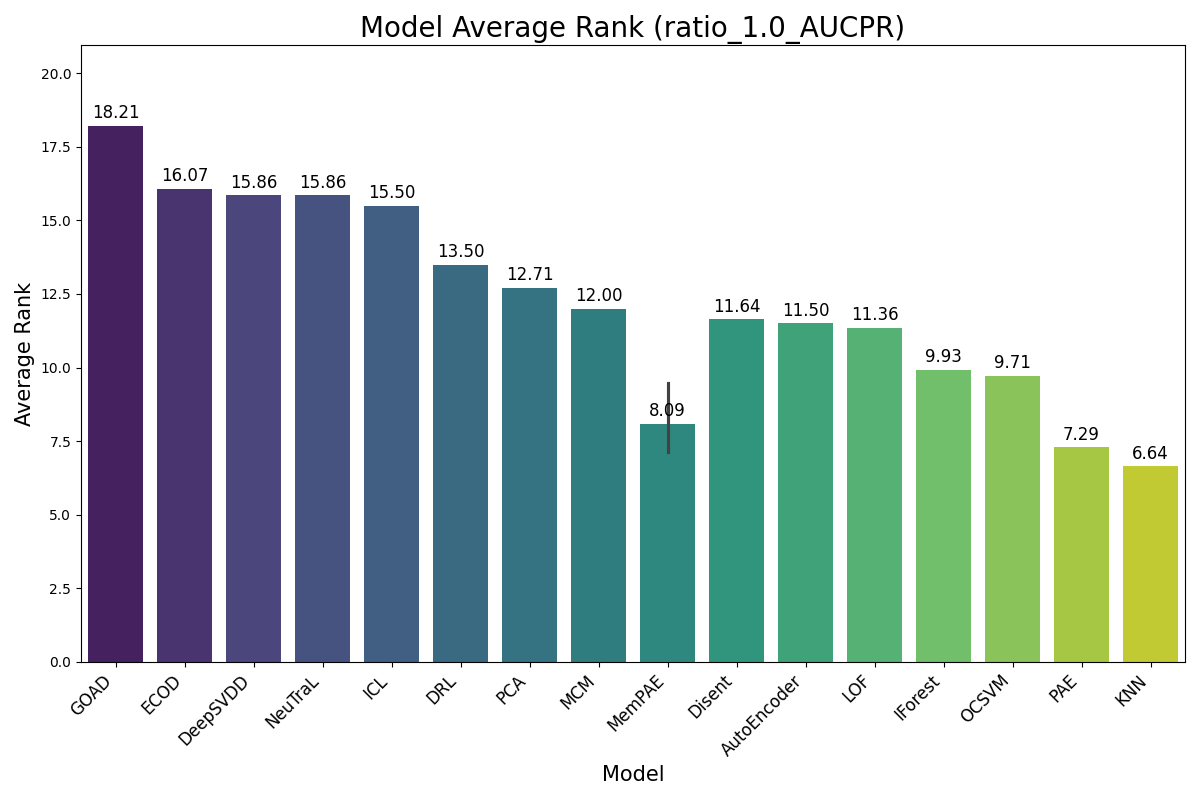 Model Average Rank (ratio_1.0_AUCPR)
Average Rank
20.0
17.5
15.0
12.5
10.0
7.5
5.0
2.5
0.0
18.21
16.07
15.86
15.86
15.50
13.50
12.71
12.00
8.09
11.64
11.50
11.36
9.93
9.71
7.29
6.64
GOAD
ECOD
DeepSVDD
NeuTraL
ICL
DRL
PCA
MCM
MemPAE
Disent
AutoEncoder
LOF
IForest
OCSVM
PAE
KNN
Model